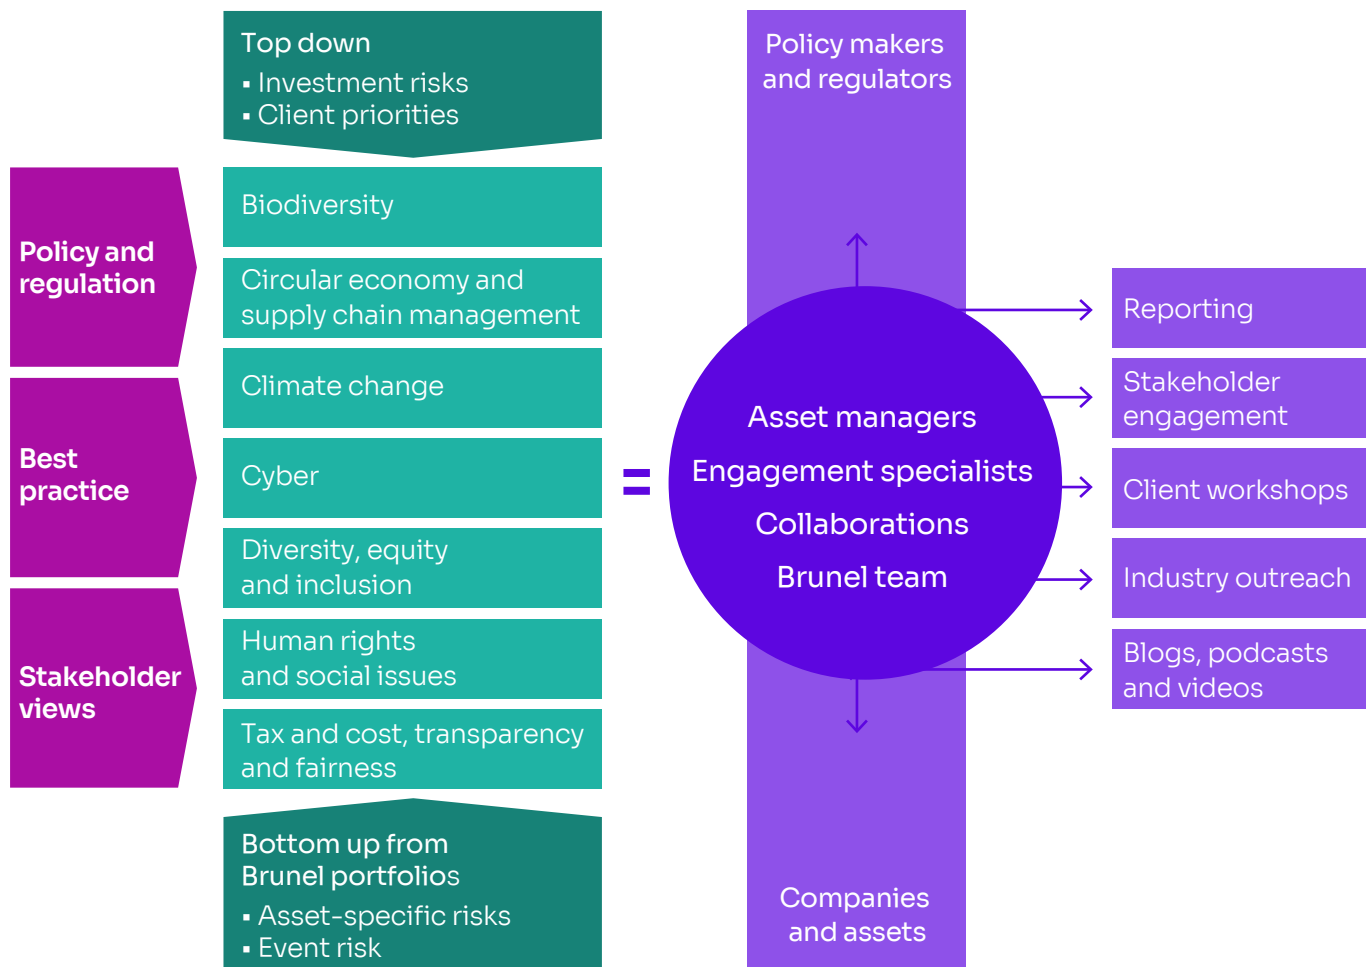 Top down
▪ Investment risks
▪ Client priorities
Policy and
regulation
Best
practice
Stakeholder
views
Biodiversity
Circular economy and
supply chain management
Climate change
Cyber
Diversity, equity
and inclusion
Human rights
and social issues
Tax and cost, transparency
and fairness
Bottom up from
Brunel portfolios
▪ Asset-specific risks
▪ Event risk
=
Policy makers
and regulators
Asset managers
Engagement specialists
Collaborations
Brunel team
Companies
and assets
Reporting
Stakeholder
engagement
Client workshops
Industry outreach
Blogs, podcasts
and videos